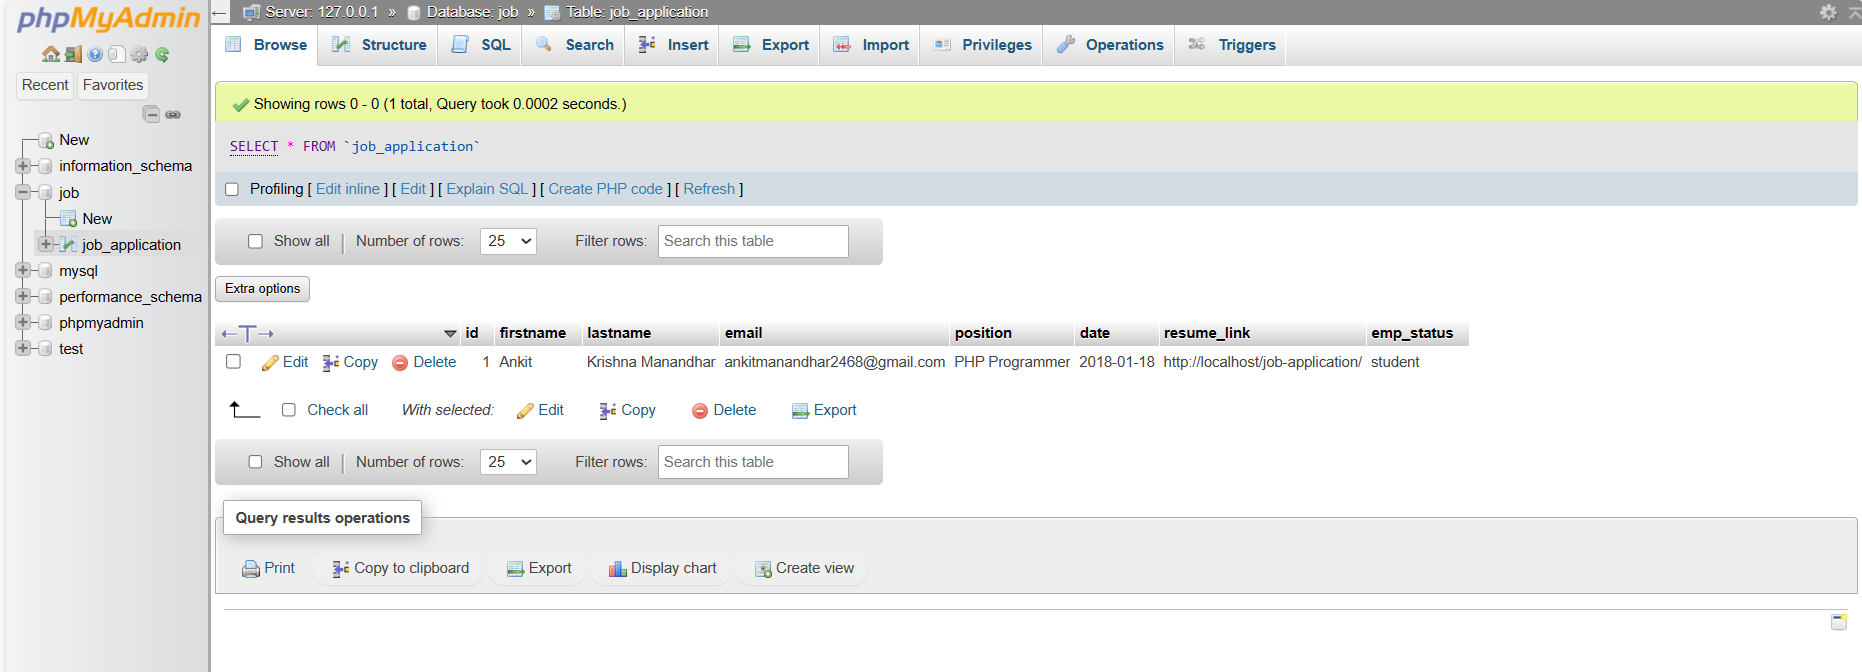 phpMyAdmin
Recent Favorites
New
information_schema
job
New
job_application
mysql
performance_schema
phpmyadmin
test
Server: 127.0.0.1 » Database: job » Table: job_application
Browse Structure SQL Search Insert Export Import Privileges Operations Triggers
Showing rows 0 - 0 (1 total, Query took 0.0002 seconds.)
SELECT * FROM `job_application`
Profiling [ Edit inline ] [ Edit ] [ Explain SQL ] [ Create PHP code ] [ Refresh ]
Show all | Number of rows: 25 Filter rows: Search this table
Extra options
←T→ id firstname lastname email position date resume_link emp_status
Edit Copy Delete 1 Ankit Krishna Manandhar ankitmanandhar2468@gmail.com PHP Programmer 2018-01-18 http://localhost/job-application/ student
Check all With selected: Edit Copy Delete Export
Show all | Number of rows: 25 Filter rows: Search this table
Query results operations
Print Copy to clipboard Export Display chart Create view